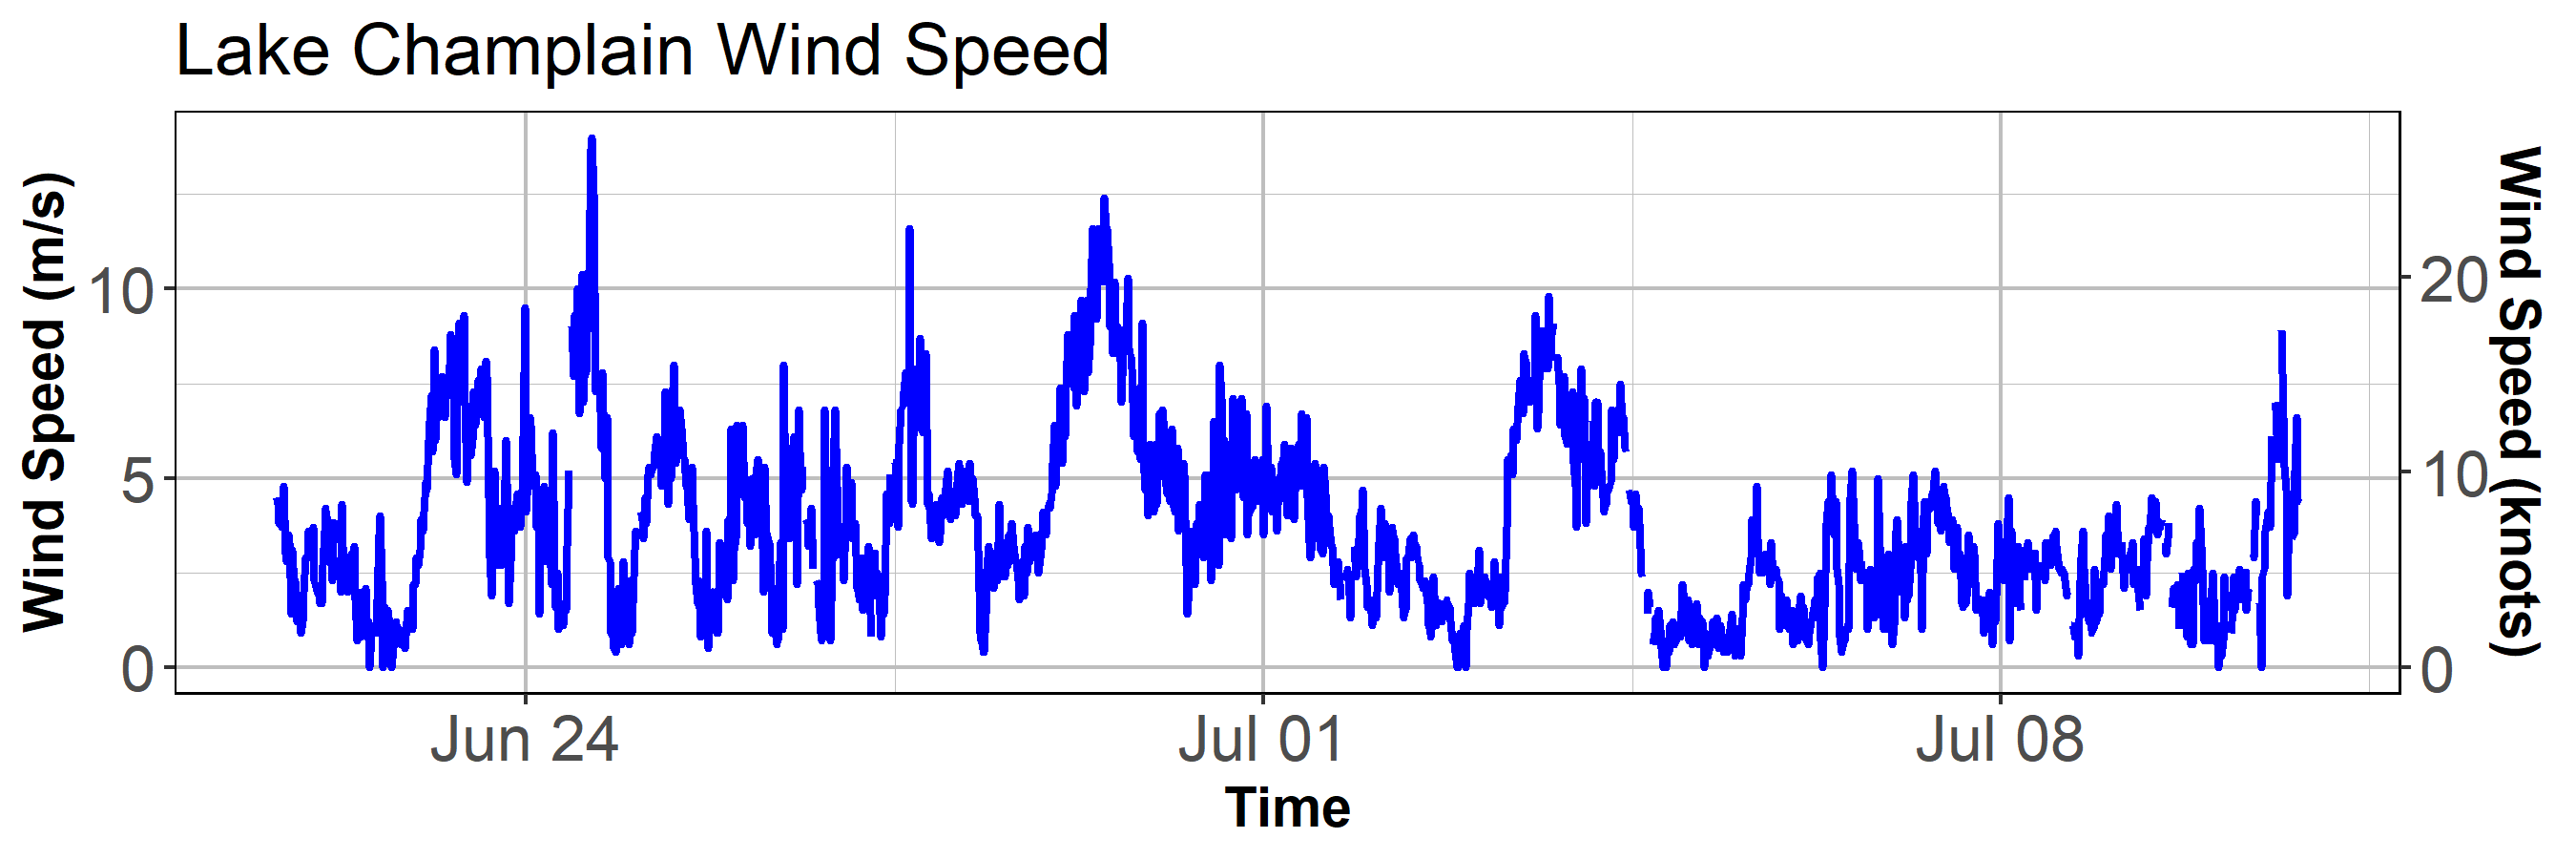 Lake Champlain Wind Speed
Wind Speed (m/s)
10
5
0
20
10
0
Wind Speed (knots)
Jun 24
Jul 01
Jul 08
Time